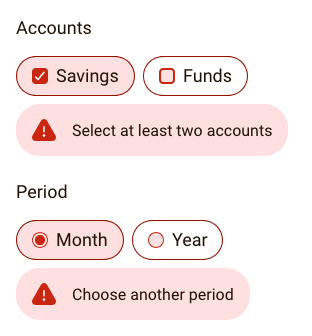 Accounts
Savings
Funds
Select at least two accounts
Period
Month
Year
Choose another period